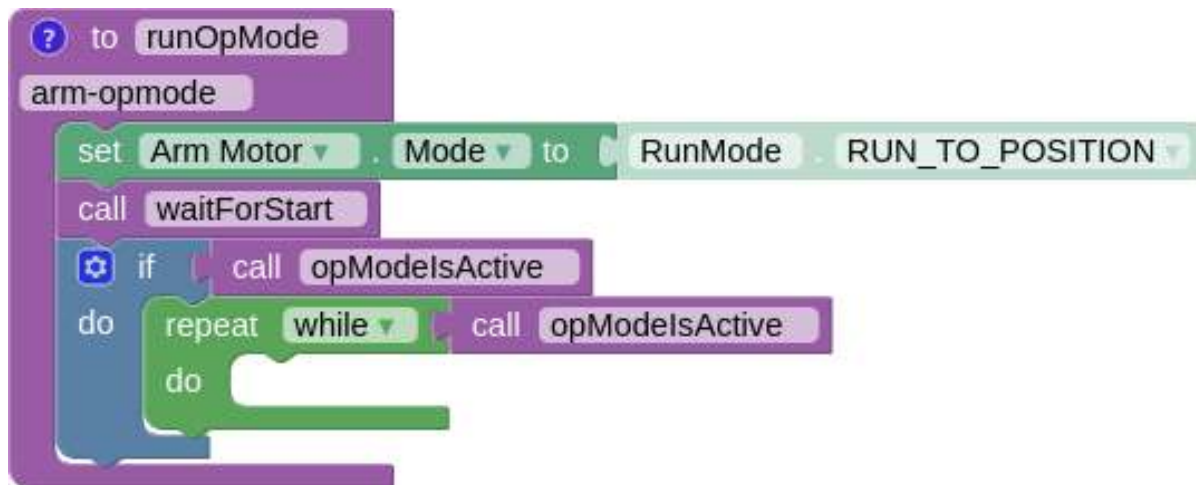 ? to runOpMode
arm-opmode
set Arm Motor . Mode to RunMode . RUN_TO_POSITION
call waitForStart
if call opModeIsActive
do repeat while call opModeIsActive
do